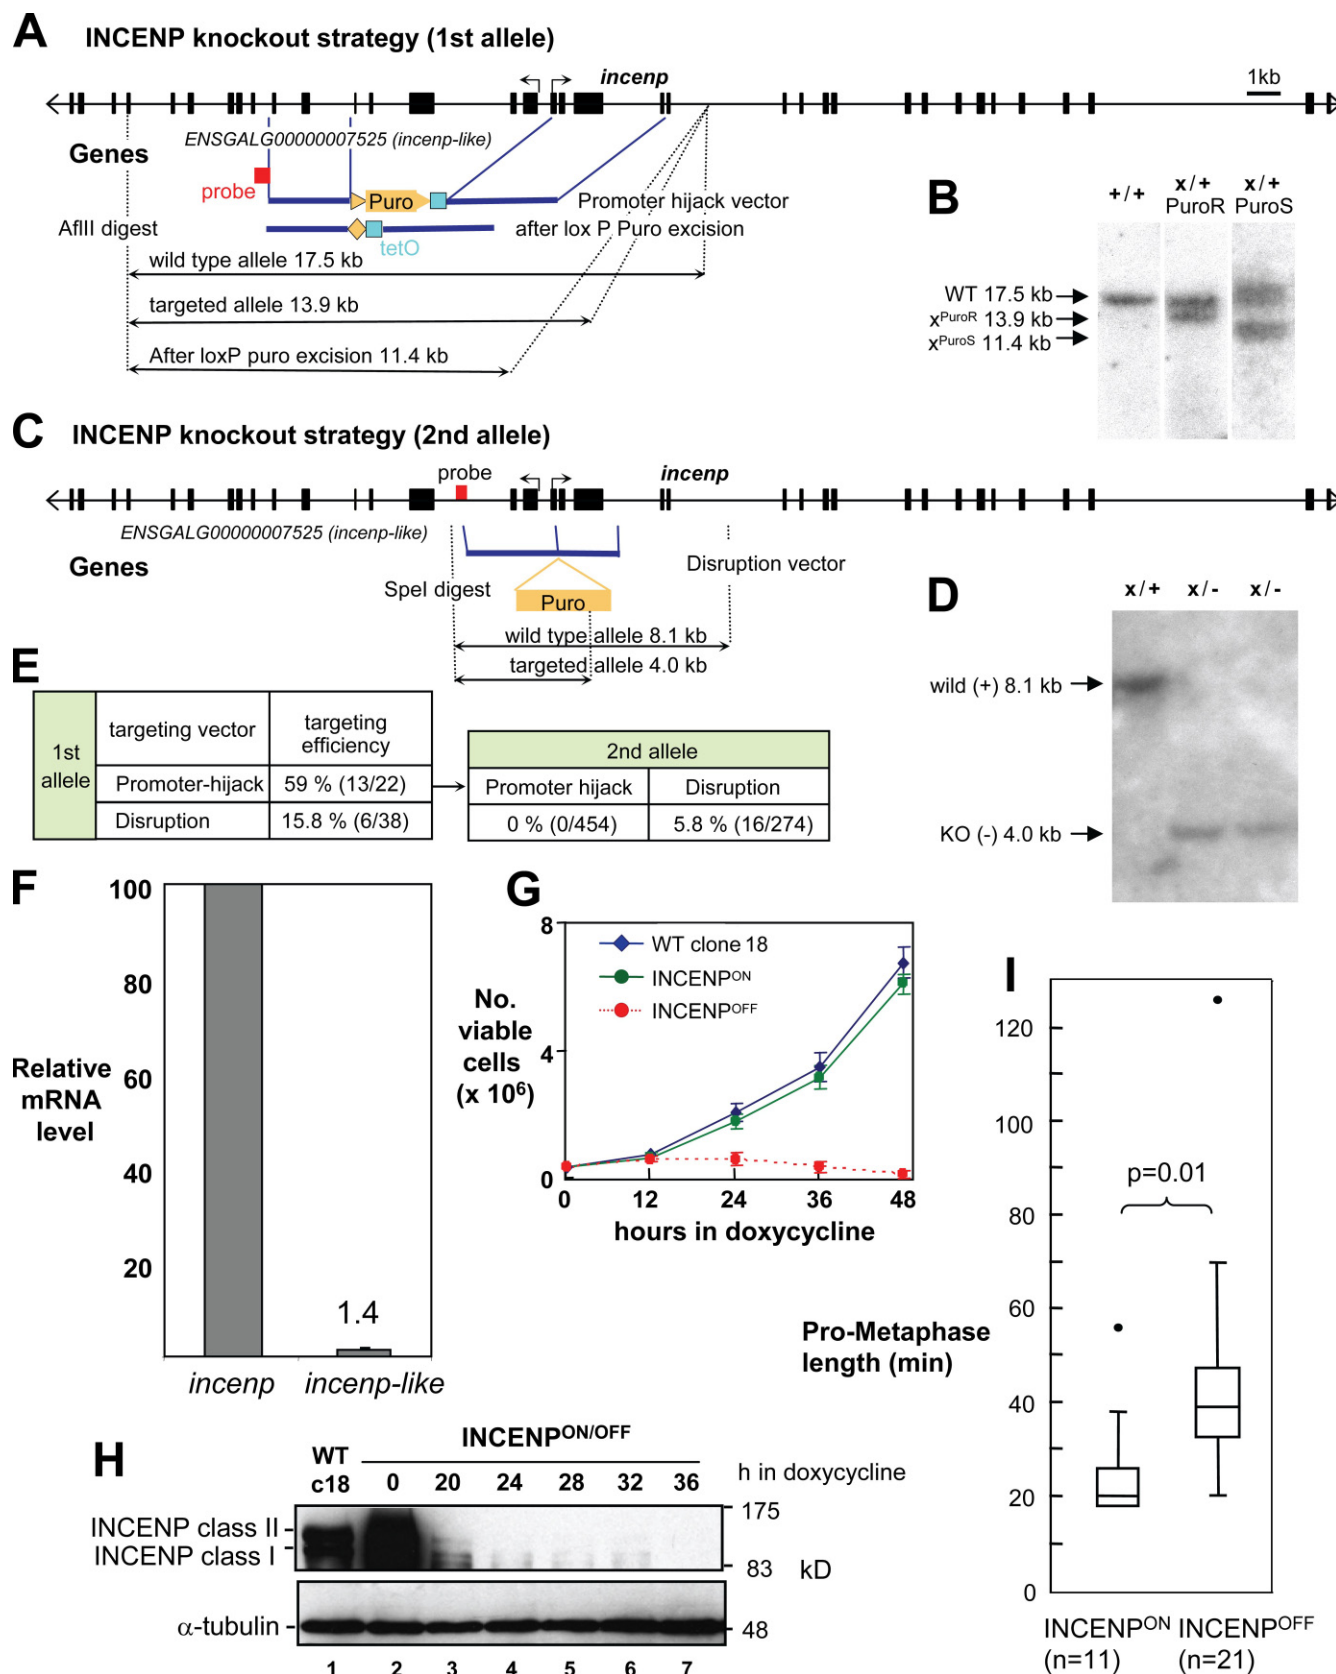 A INCENP knockout strategy (1st allele)
incenp
1kb
ENSGALG00000007525 (incenp-like)
Genes
probe
Puro
Promoter hijack vector
AflII digest
after lox P Puro excision
tetO
wild type allele 17.5 kb
targeted allele 13.9 kb
After loxP puro excision 11.4 kb
B
+/+ x/+ x/+
PuroR PuroS
WT 17.5 kb
xPuroR 13.9 kb
xPuroS 11.4 kb
C INCENP knockout strategy (2nd allele)
probe
incenp
ENSGALG00000007525 (incenp-like)
Genes
Disruption vector
SpeI digest
Puro
wild type allele 8.1 kb
targeted allele 4.0 kb
D
x/+ x/- x/-
wild (+) 8.1 kb
KO (-) 4.0 kb
E
1st allele
targeting vector
targeting efficiency
Promoter-hijack 59 % (13/22)
Disruption 15.8 % (6/38)
2nd allele
Promoter hijack Disruption
0 % (0/454) 5.8 % (16/274)
F
100
80
60
40
20
Relative mRNA level
1.4
incenp incenp-like
G
8
4
0
No. viable cells (x 10⁶)
WT clone 18
INCENPON
INCENPOFF
0 12 24 36 48
hours in doxycycline
H
WT c18
INCENPON/OFF
0 20 24 28 32 36 h in doxycycline
INCENP class II
INCENP class I
175
83 kD
α-tubulin
48
1 2 3 4 5 6 7
I
120
100
80
60
40
20
0
p=0.01
Pro-Metaphase length (min)
INCENPON INCENPOFF
(n=11) (n=21)